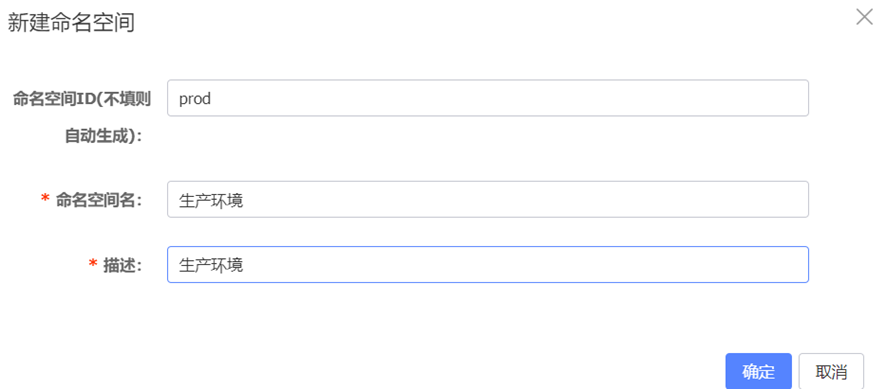 新建命名空间
命名空间ID(不填则
自动生成)：
prod
* 命名空间名：
生产环境
* 描述：
生产环境
确定
取消